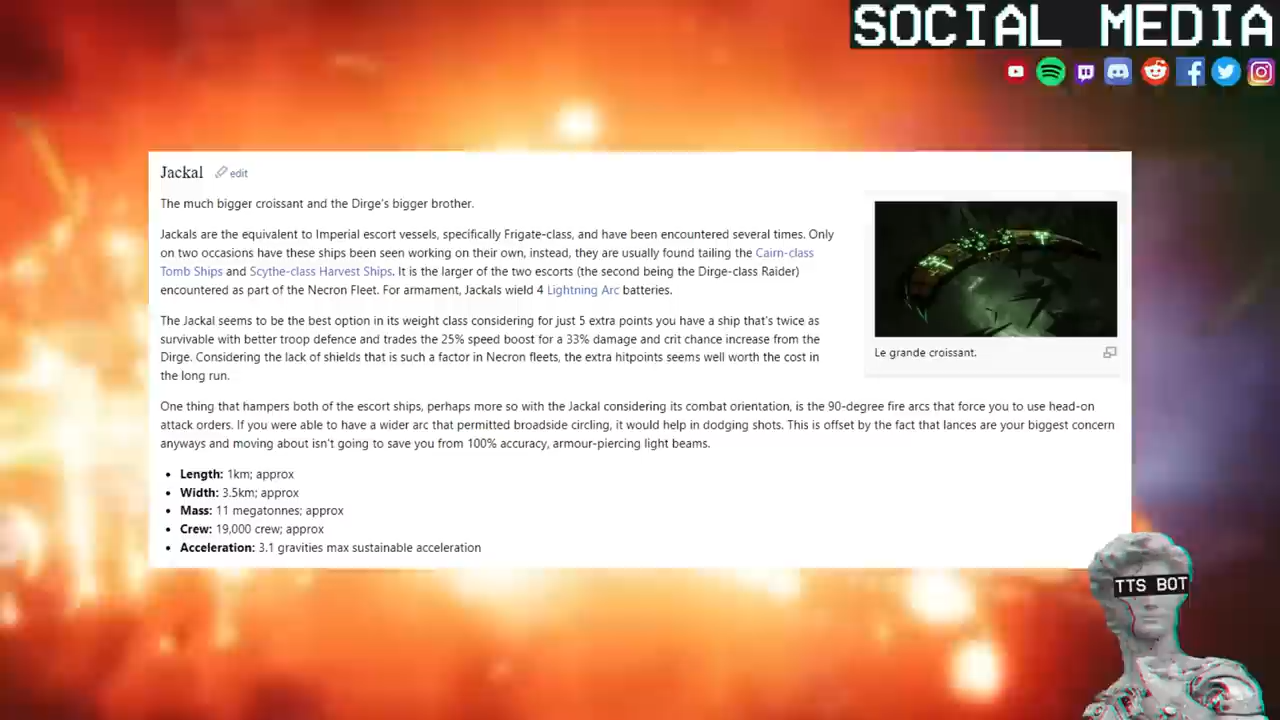 SOCIAL MEDIA
Jackal edit
The much bigger croissant and the Dirge's bigger brother.
Jackals are the equivalent to Imperial escort vessels, specifically Frigate-class, and have been encountered several times. Only
on two occasions have these ships been seen working on their own, instead, they are usually found tailing the Cairn-class
Tomb Ships and Scythe-class Harvest Ships. It is the larger of the two escorts (the second being the Dirge-class Raider)
encountered as part of the Necron Fleet. For armament, Jackals wield 4 Lightning Arc batteries.
The Jackal seems to be the best option in its weight class considering for just 5 extra points you have a ship that's twice as
survivable with better troop defence and trades the 25% speed boost for a 33% damage and crit chance increase from the
Dirge. Considering the lack of shields that is such a factor in Necron fleets, the extra hitpoints seems well worth the cost in
the long run.
Le grande croissant.
One thing that hampers both of the escort ships, perhaps more so with the Jackal considering its combat orientation, is the 90-degree fire arcs that force you to use head-on
attack orders. If you were able to have a wider arc that permitted broadside circling, it would help in dodging shots. This is offset by the fact that lances are your biggest concern
anyways and moving about isn't going to save you from 100% accuracy, armour-piercing light beams.
• Length: 1km; approx
• Width: 3.5km; approx
• Mass: 11 megatonnes; approx
• Crew: 19,000 crew; approx
• Acceleration: 3.1 gravities max sustainable acceleration
TTS BOT